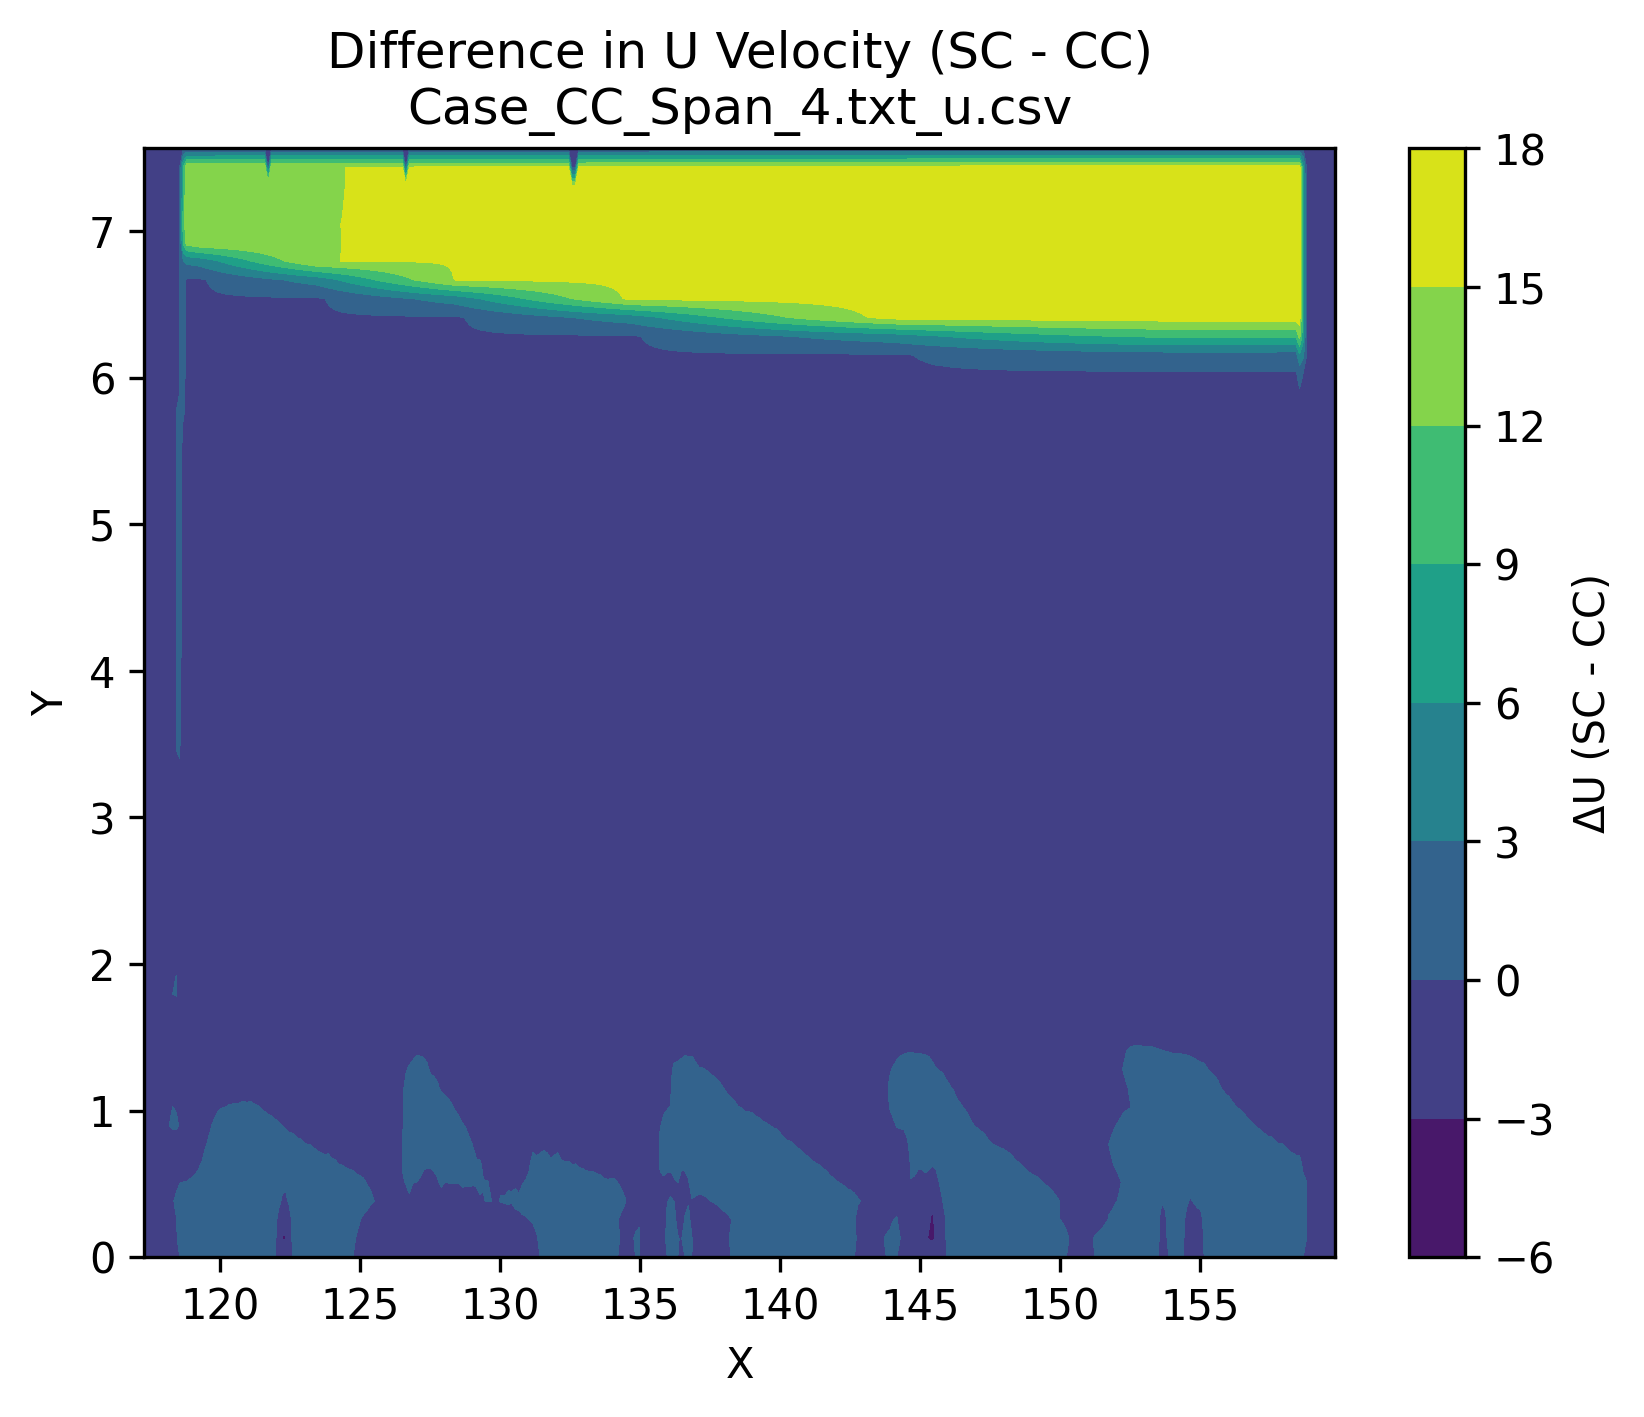 Difference in U Velocity (SC - CC)
Case_CC_Span_4.txt_u.csv
7
6
5
4
3
2
1
0
Y
120 125 130 135 140 145 150 155
X
18
15
12
9
6
3
0
−3
−6
ΔU (SC - CC)